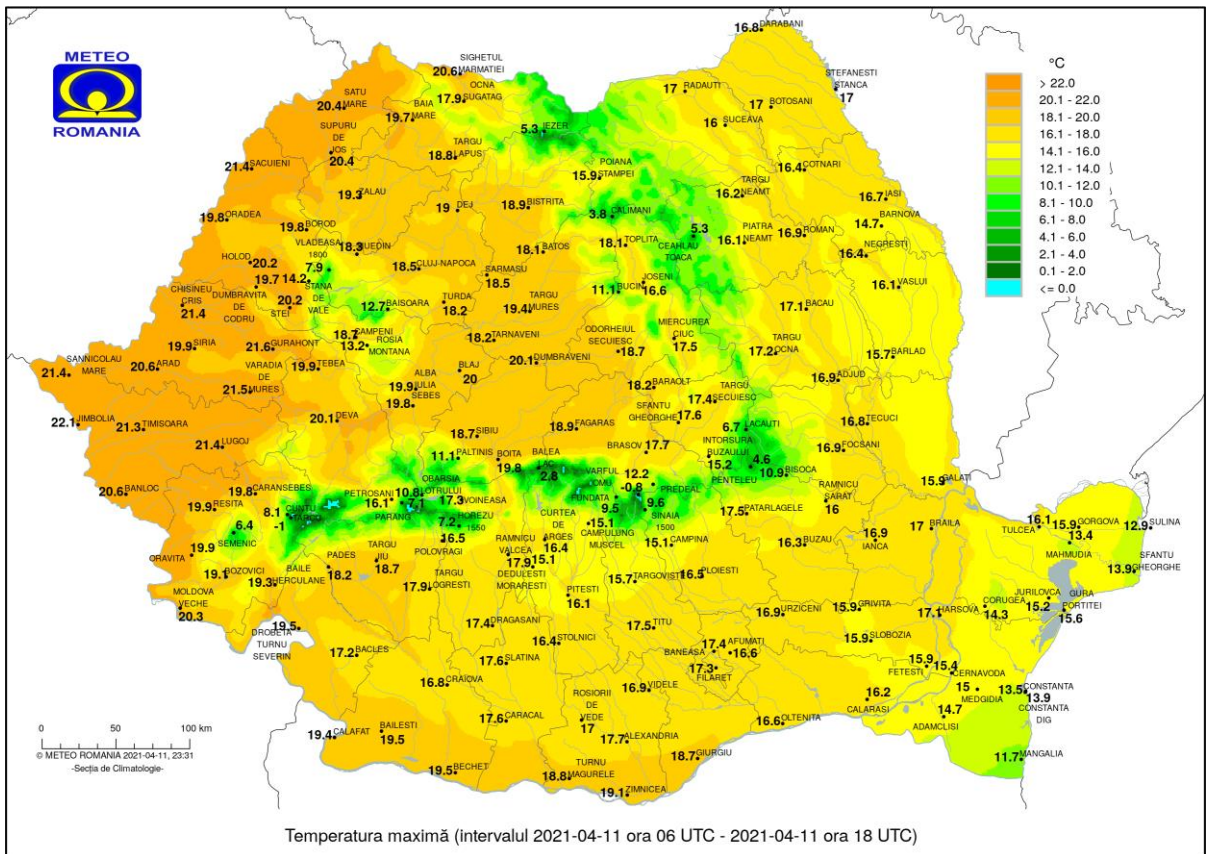 METEO
ROMANIA
°C
> 22.0
20.1 - 22.0
18.1 - 20.0
16.1 - 18.0
14.1 - 16.0
12.1 - 14.0
10.1 - 12.0
8.1 - 10.0
6.1 - 8.0
4.1 - 6.0
2.1 - 4.0
0.1 - 2.0
<= 0.0
16.8 DARABANI
STEFANESTI
STANCA
17
17 RADAUTI
17 BOTOSANI
16 SUCEAVA
SIGHETUL
20.6 MARMATIEI
OCNA
17.9 SUGATAG
SATU
20.4 MARE
BAIA
19.7 MARE
SUPURU
DE
JOS
20.4
TARGU
18.8 LAPUS
5.3 IEZER
POIANA
15.9 STAMPEI
16.4 COTNARI
TARGU
16.2 NEAMT
16.7 IASI
BARNOVA
14.7
21.4 SACUIENI
19.3 ZALAU
19 DEJ
18.9 BISTRITA
3.8 CALIMANI
5.3
CEAHLAU
TOACA
PIATRA
16.1 NEAMT
16.9 ROMAN
NEGRESTI
16.4
19.8 ORADEA
19.8 BOROD
VLADEASA
1800
7.9
18.3 HUEDIN
18.5 CLUJ-NAPOCA
18.1 BATOS
18.1 TOPLITA
HOLOD
20.2
19.7
DUMBRAVITA
DE
CODRU
14.2
STANA
DE
VALE
20.2
STEI
12.7 BAISOARA
SARMASU
18.5
TURDA
18.2
TARGU
19.4 MURES
11.1 BUCIN
JOSENI
16.6
16.1 VASLUI
17.1 BACAU
CHISINEU
CRIS
21.4
19.9 SIRIA
21.6 GURAHONT
18.7 CAMPENI
13.2 ROSIA
MONTANA
18.2 TARNAVENI
ODORHEIUL
SECUIESC
18.7
MIERCUREA
CIUC
17.5
TARGU
17.2 OCNA
15.7 BARLAD
SANNICOLAU
MARE
21.4
20.6 ARAD
VARADIA
DE
21.5 MURES
19.9 TEBEA
ALBA
19.9 IULIA
SEBES
19.8
BLAJ
20
20.1 DUMBRAVENI
18.2 BARAOLT
TARGU
17.4 SECUIESC
16.9 ADJUD
22.1 JIMBOLIA
21.3 TIMISOARA
21.4 LUGOJ
20.1 DEVA
18.7 SIBIU
18.9 FAGARAS
SFANTU
GHEORGHE 17.6
6.7 LACAUTI
16.8 TECUCI
16.9 FOCSANI
11.1 PALTINIS
BOITA
19.8
BALEA
LAC
2.8
BRASOV 17.7
INTORSURA
BUZAULUI
15.2
4.6
PENTELEU
10.9 BISOCA
15.9 GALATI
20.6 BANLOC
19.9 RESITA
19.8 CARANSEBES
8.1 CUNTU
-1 TARCU
PETROSANI
16.1
OBARSIA
10.8 LOTRULUI
7.1
PARANG
17.3 VOINEASA
7.2 HOREZU
1550
VARFUL
OMU
-0.8
12.2
PREDEAL
FUNDATA
9.5
9.6
SINAIA
1500
17.5 PATARLAGELE
RAMNICU
SARAT
16
6.4
SEMENIC
19.9
ORAVITA
16.5
POLOVRAGI
CURTEA
DE
ARGES
16.4
15.1
CAMPULUNG
MUSCEL
15.1 CAMPINA
16.3 BUZAU
16.9
IANCA
17 BRAILA
16.1
TULCEA
15.9 GORGOVA
13.4
MAHMUDIA
12.9 SULINA
SFANTU
13.9 GHEORGHE
19.1 BOZOVICI
BAILE
19.3 HERCULANE
PADES
18.2
TARGU
JIU
18.7
RAMNICU
VALCEA
17.9
15.1
DEDULESTI
MORARESTI
TARGU
17.9 LOGRESTI
15.7 TARGOVISTE
16.5 PLOIESTI
MOLDOVA
VECHE
20.3
PITESTI
16.1
16.9 URZICENI
15.9 GRIVITA
17.1 HARSOVA
CORUGEA
14.3
JURILOVCA
15.2
GURA
PORTITEI
15.6
19.5
DROBETA
TURNU
SEVERIN
17.4 DRAGASANI
16.4 STOLNICI
17.5 TITU
15.9 SLOBOZIA
17.2 BACLES
17.6 SLATINA
BANEASA
17.4 AFUMATI
16.6
17.3 FILARET
15.9
FETESTI
15.4
CERNAVODA
16.8
CRAIOVA
ROSIORII
DE
VEDE
17
16.9 VIDELE
16.2
CALARASI
15
MEDGIDIA
13.5 CONSTANTA
13.9
CONSTANTA
DIG
17.6 CARACAL
16.6 OLTENITA
14.7
ADAMCLISI
19.4 CALAFAT
BAILESTI
19.5
17.7 ALEXANDRIA
18.7 GIURGIU
11.7 MANGALIA
19.5 BECHET
TURNU
18.8 MAGURELE
19.1 ZIMNICEA
0 50 100 km
© METEO ROMANIA 2021-04-11, 23:31
-Secția de Climatologie-
Temperatura maximă (intervalul 2021-04-11 ora 06 UTC - 2021-04-11 ora 18 UTC)